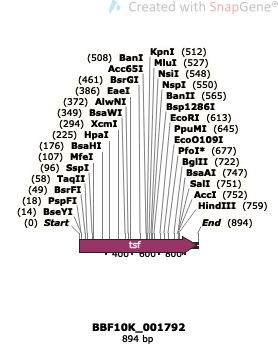 Created with SnapGene®
(508) BanI
KpnI (512)
Acc65I
MluI (527)
(461) BsrGI
NsiI (548)
(386) EaeI
NspI (550)
(372) AlwNI
BanII (565)
(349) BsaWI
Bsp1286I
(294) XcmI
EcoRI (613)
(225) HpaI
PpuMI (645)
(176) BsaHI
EcoO109I
(107) MfeI
PfoI* (677)
(96) SspI
BglII (722)
(58) TaqII
BsaAI (747)
(49) BsrFI
SalI (751)
(18) PspFI
AccI (752)
(14) BseYI
HindIII (759)
(0) Start
End (894)
tsf
400 600 800
BBF10K_001792
894 bp